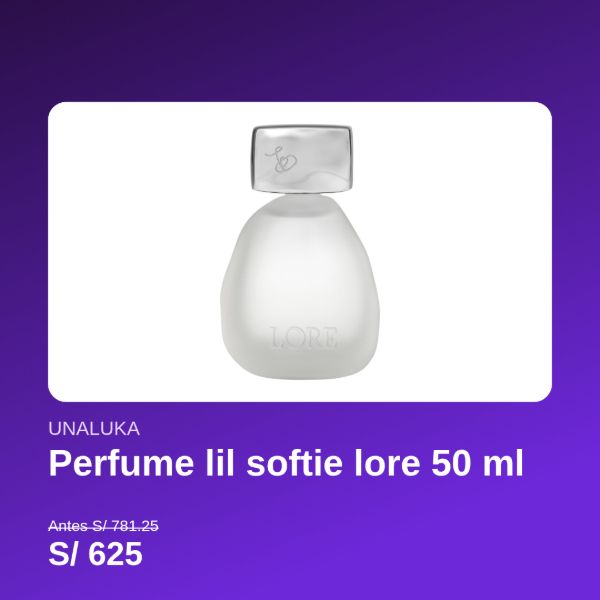 LORE
UNALUKA
Perfume lil softie lore 50 ml
Antes S/ 781.25
S/ 625